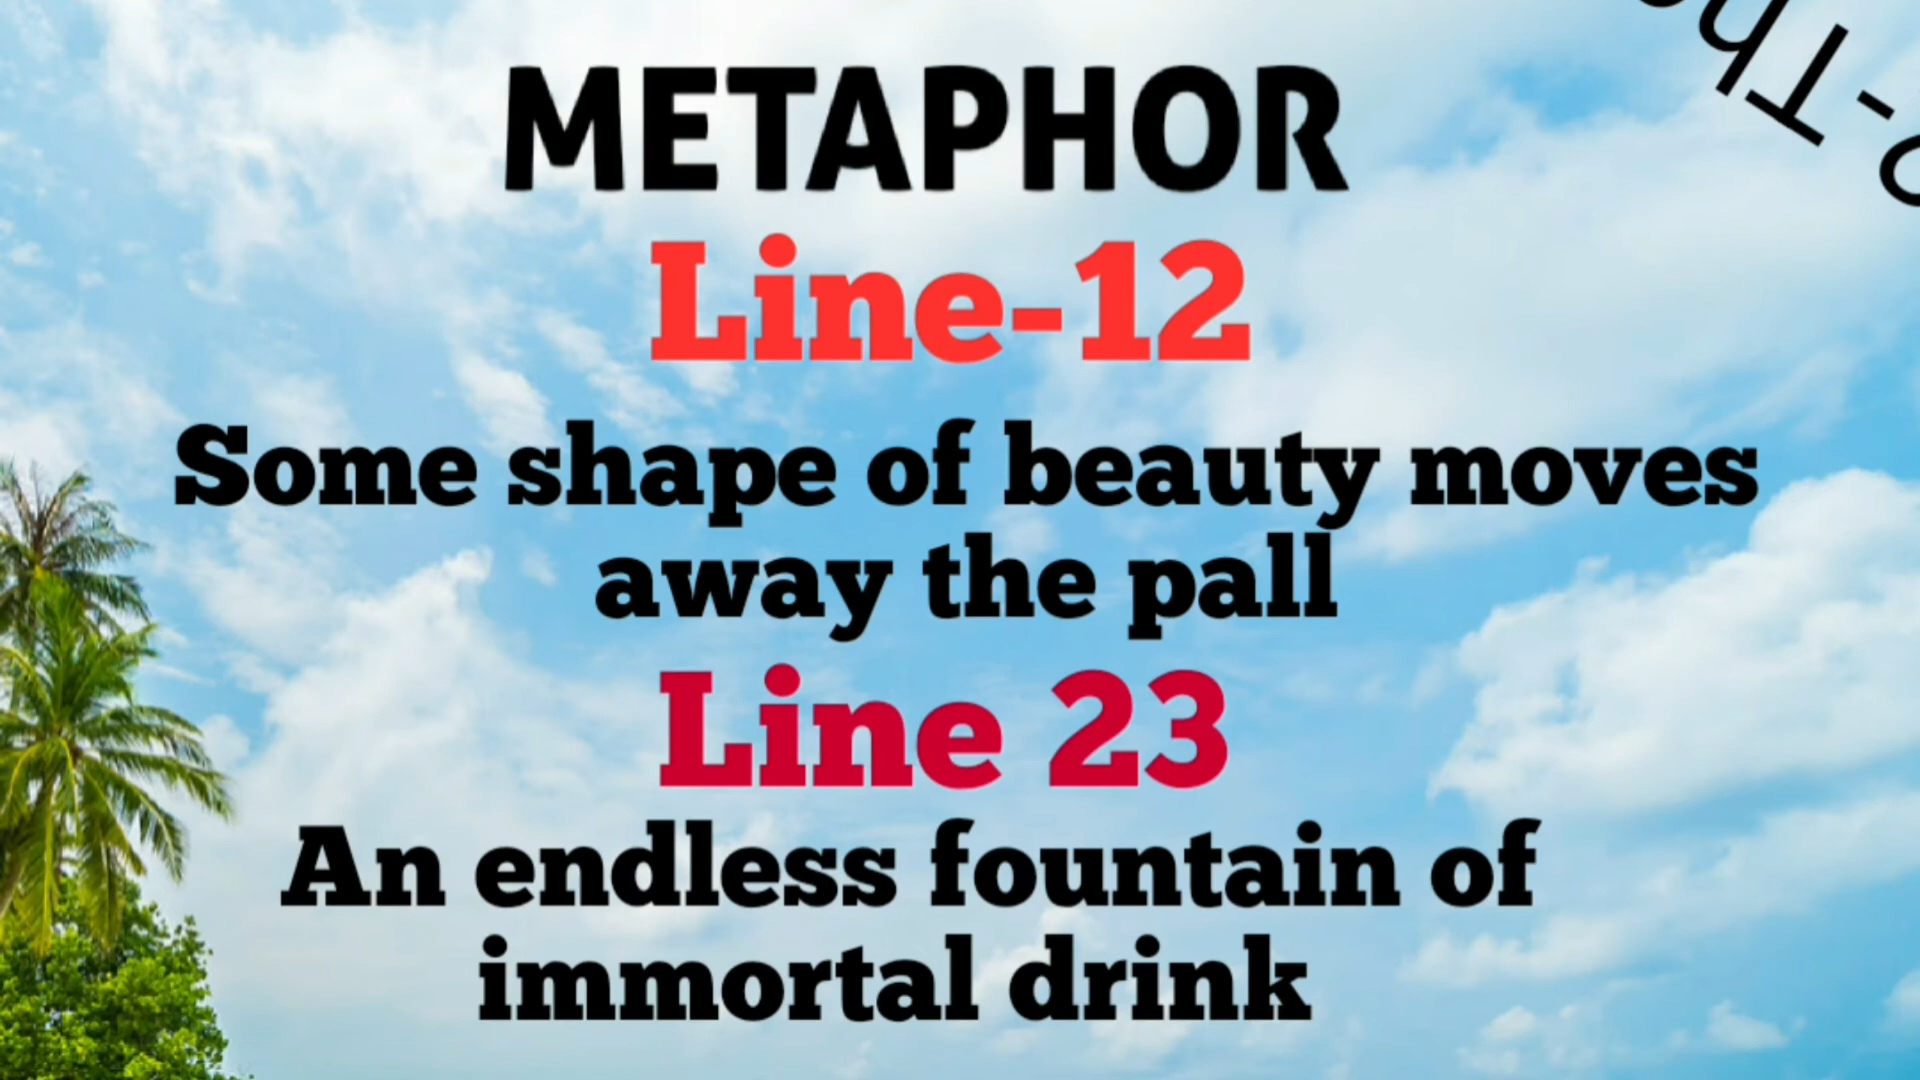 METAPHOR
Line-12
Some shape of beauty moves
away the pall
Line 23
An endless fountain of
immortal drink